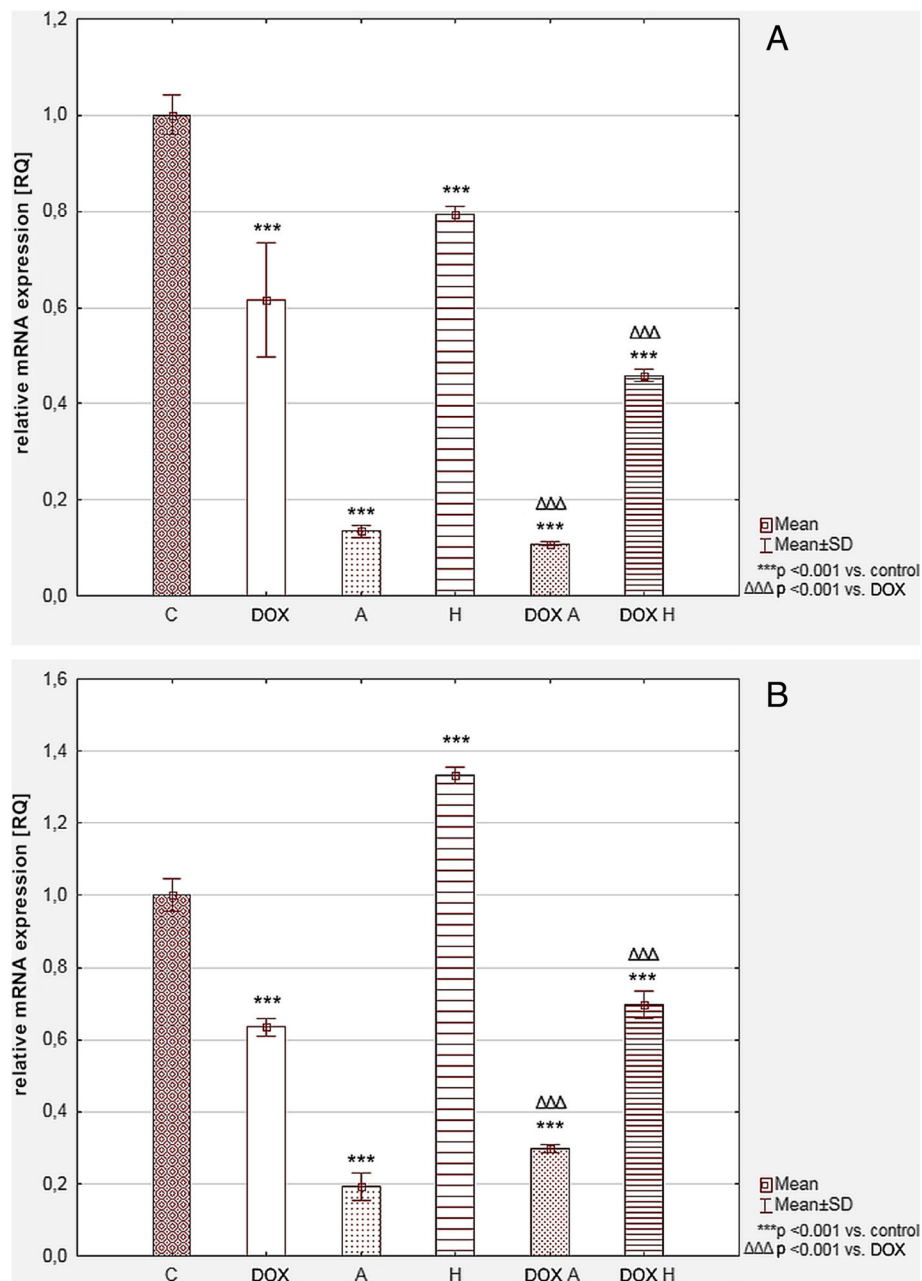 A
1,2
1,0
0,8
0,6
0,4
0,2
0,0
relative mRNA expression [RQ]
***
***
***
ΔΔΔ
***
ΔΔΔ
***
C DOX A H DOX A DOX H
Mean
Mean±SD
***p <0.001 vs. control
ΔΔΔ p <0.001 vs. DOX
B
1,6
1,4
1,2
1,0
0,8
0,6
0,4
0,2
0,0
relative mRNA expression [RQ]
***
***
***
ΔΔΔ
***
ΔΔΔ
***
C DOX A H DOX A DOX H
Mean
Mean±SD
***p <0.001 vs. control
ΔΔΔ p <0.001 vs. DOX